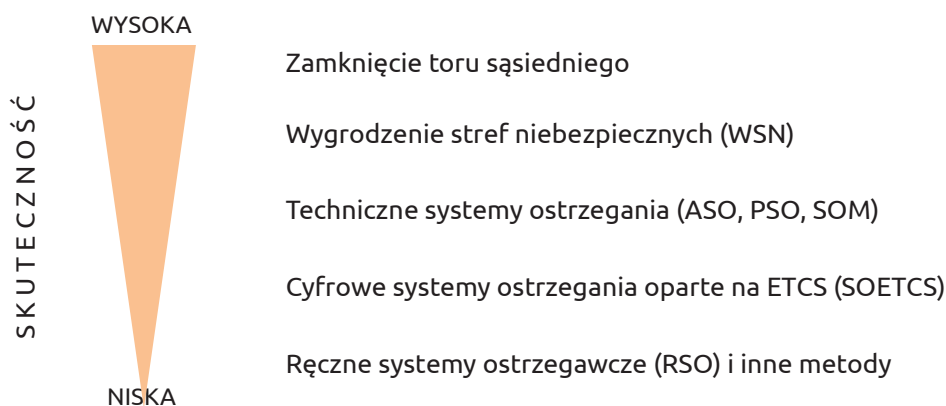 WYSOKA
SKUTECZNOŚĆ
Zamknięcie toru sąsiedniego
Wygrodzenie stref niebezpiecznych (WSN)
Techniczne systemy ostrzegania (ASO, PSO, SOM)
Cyfrowe systemy ostrzegania oparte na ETCS (SOETCS)
Ręczne systemy ostrzegawcze (RSO) i inne metody
NISKA